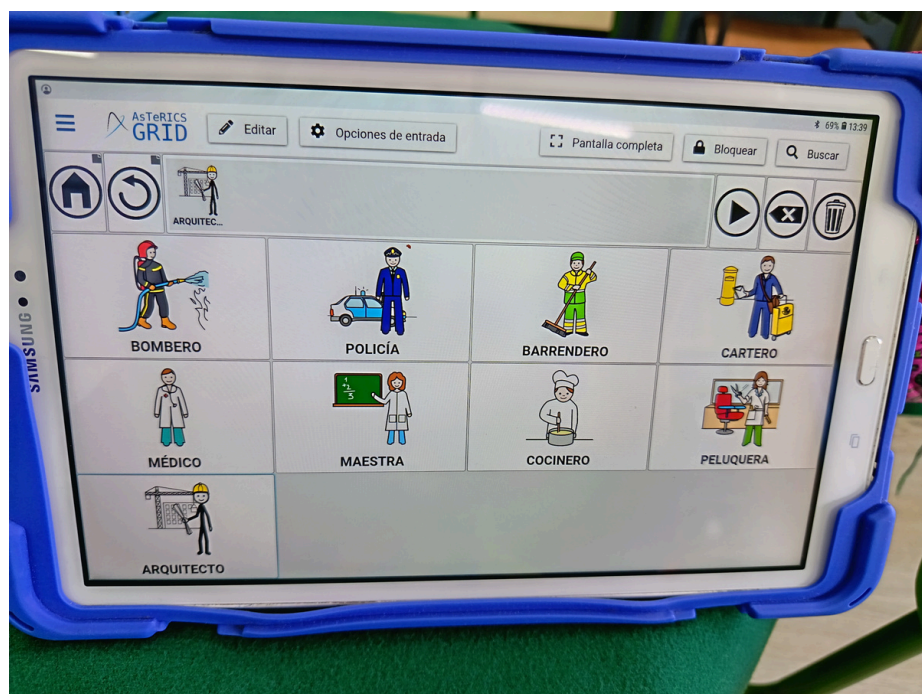 SAMSUNG
69% 13:39
AsTeRICS
GRID
Editar
Opciones de entrada
Pantalla completa
Bloquear
Buscar
ARQUITEC...
BOMBERO
POLICÍA
BARRENDERO
CARTERO
MÉDICO
MAESTRA
COCINERO
PELUQUERA
ARQUITECTO